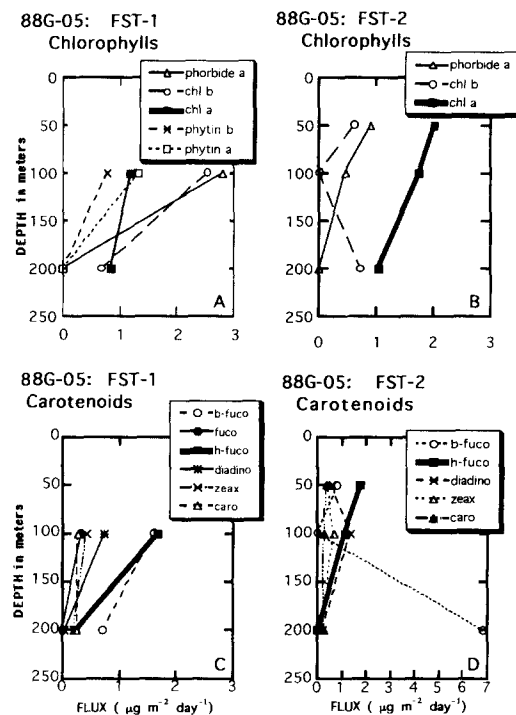 88G-05: FST-1
Chlorophylls
phorbide a
chl b
chl a
phytin b
phytin a
0
50
100
150
200
250
DEPTH in meters
0 1 2 3
A
88G-05: FST-2
Chlorophylls
phorbide a
chl b
chl a
0
50
100
150
200
250
0 1 2 3
B
88G-05: FST-1
Carotenoids
b-fuco
fuco
h-fuco
diadino
zeax
caro
0
50
100
150
200
250
DEPTH in meters
0 1 2 3
C
FLUX ( µg m-2 day-1)
88G-05: FST-2
Carotenoids
b-fuco
h-fuco
diadino
zeax
caro
0
50
100
150
200
250
0 1 2 3 4 5 6 7
D
FLUX ( µg m-2 day-1)